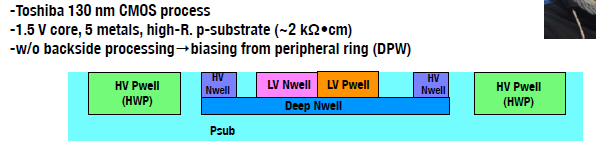 -Toshiba 130 nm CMOS process
-1.5 V core, 5 metals, high-R. p-substrate (~2 kΩ•cm)
-w/o backside processing→biasing from peripheral ring (DPW)
HV Pwell
(HWP)
HV
Nwell
LV Nwell
LV Pwell
HV
Nwell
HV Pwell
(HWP)
Deep Nwell
Psub